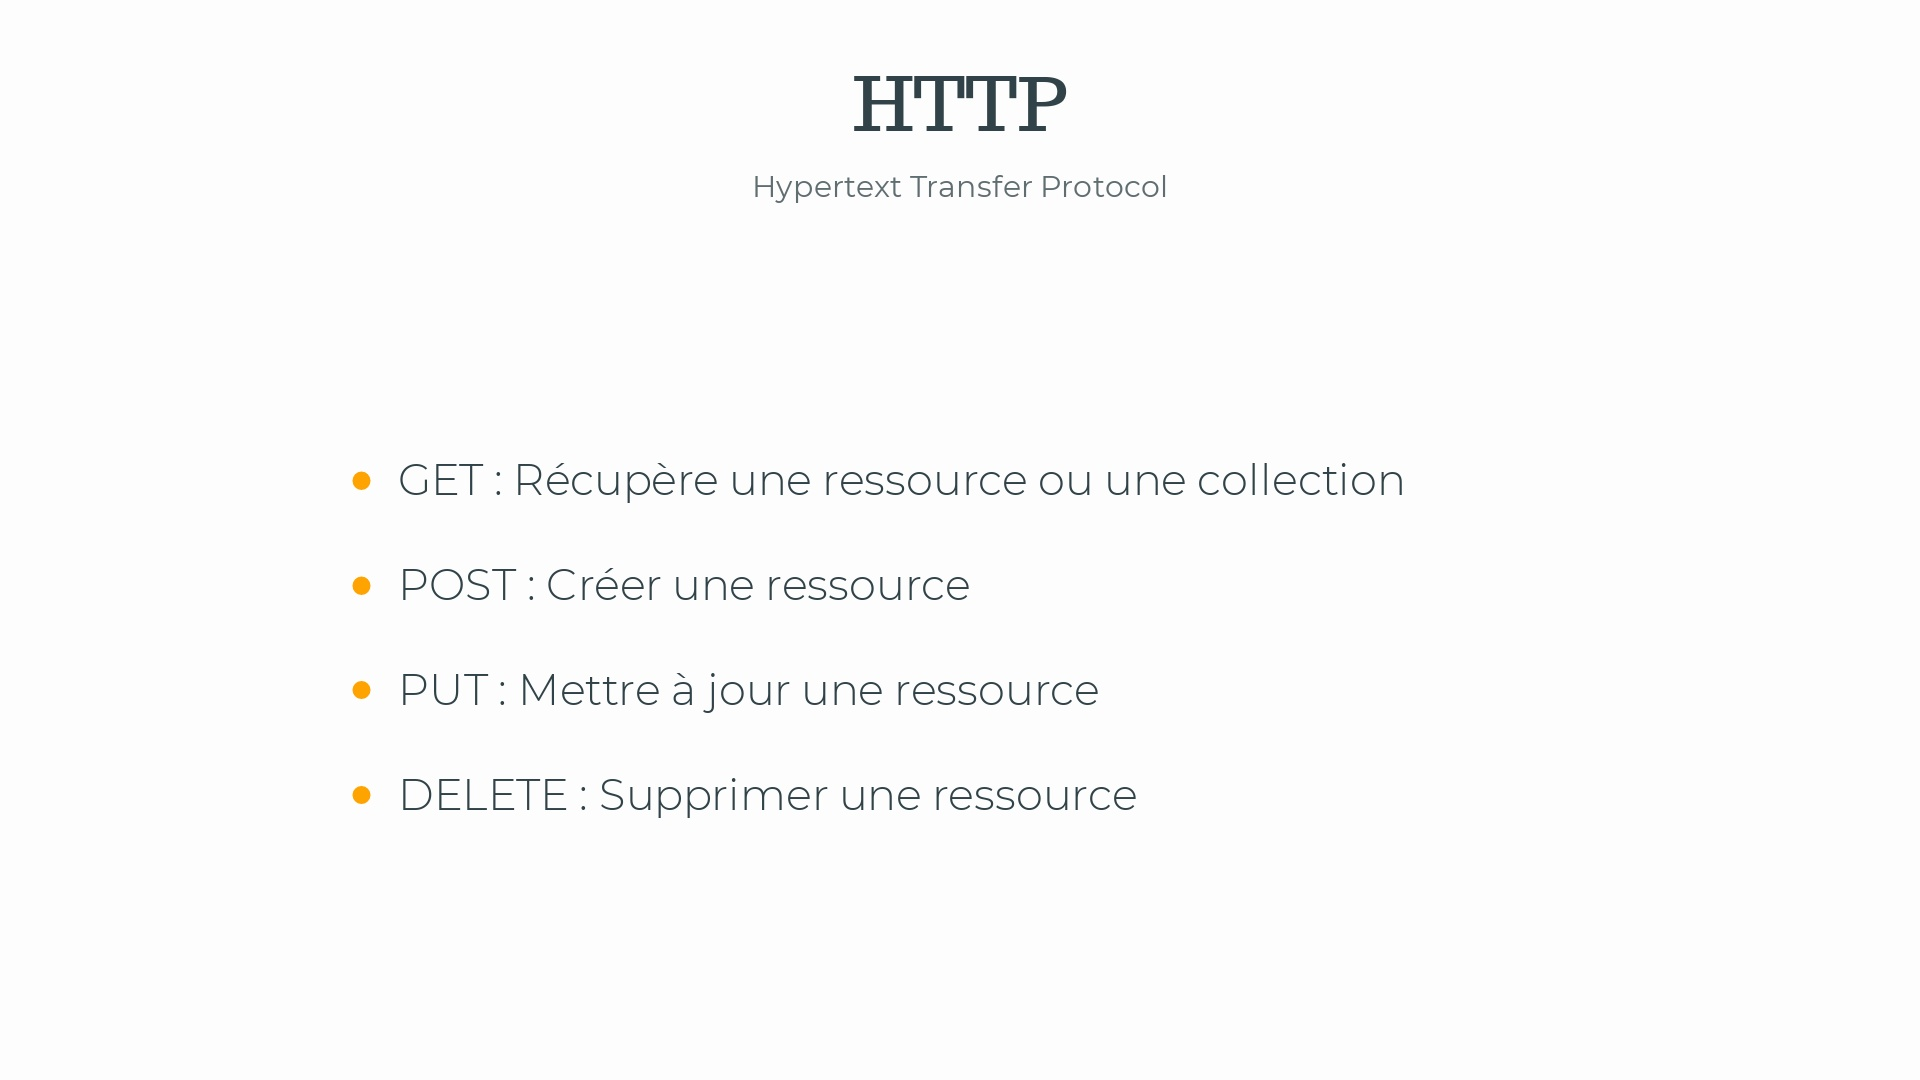 HTTP
Hypertext Transfer Protocol
• GET : Récupère une ressource ou une collection
• POST : Créer une ressource
• PUT : Mettre à jour une ressource
• DELETE : Supprimer une ressource